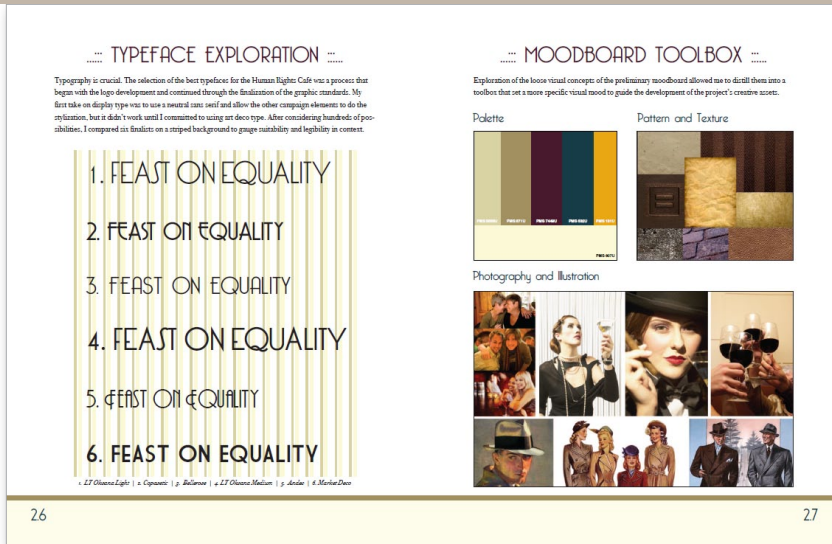 ..::: TYPEFACE EXPLORATION :::..
Typography is crucial. The selection of the best typefaces for the Human Rights Café was a process that
began with the logo development and continued through the finalization of the graphic standards. My
first take on display type was to use a neutral sans serif and allow the other campaign elements to do the
stylization, but it didn't work until I committed to using art deco type. After considering hundreds of pos-
sibilities, I compared six finalists on a striped background to gauge suitability and legibility in context.
1. FEAST ON EQUALITY
2. FEAST ON EQUALITY
3. FEAST ON EQUALITY
4. FEAST ON EQUALITY
5. FEAST ON EQUALITY
6. FEAST ON EQUALITY
1. LT Oksana Light | 2. Copasetic | 3. Bellerose | 4. LT Oksana Medium | 5. Andes | 6. Market Deco
26
..::: MOODBOARD TOOLBOX :::..
Exploration of the loose visual concepts of the preliminary moodboard allowed me to distill them into a
toolbox that set a more specific visual mood to guide the development of the project's creative assets.
Palette
Pattern and Texture
Photography and Illustration
27